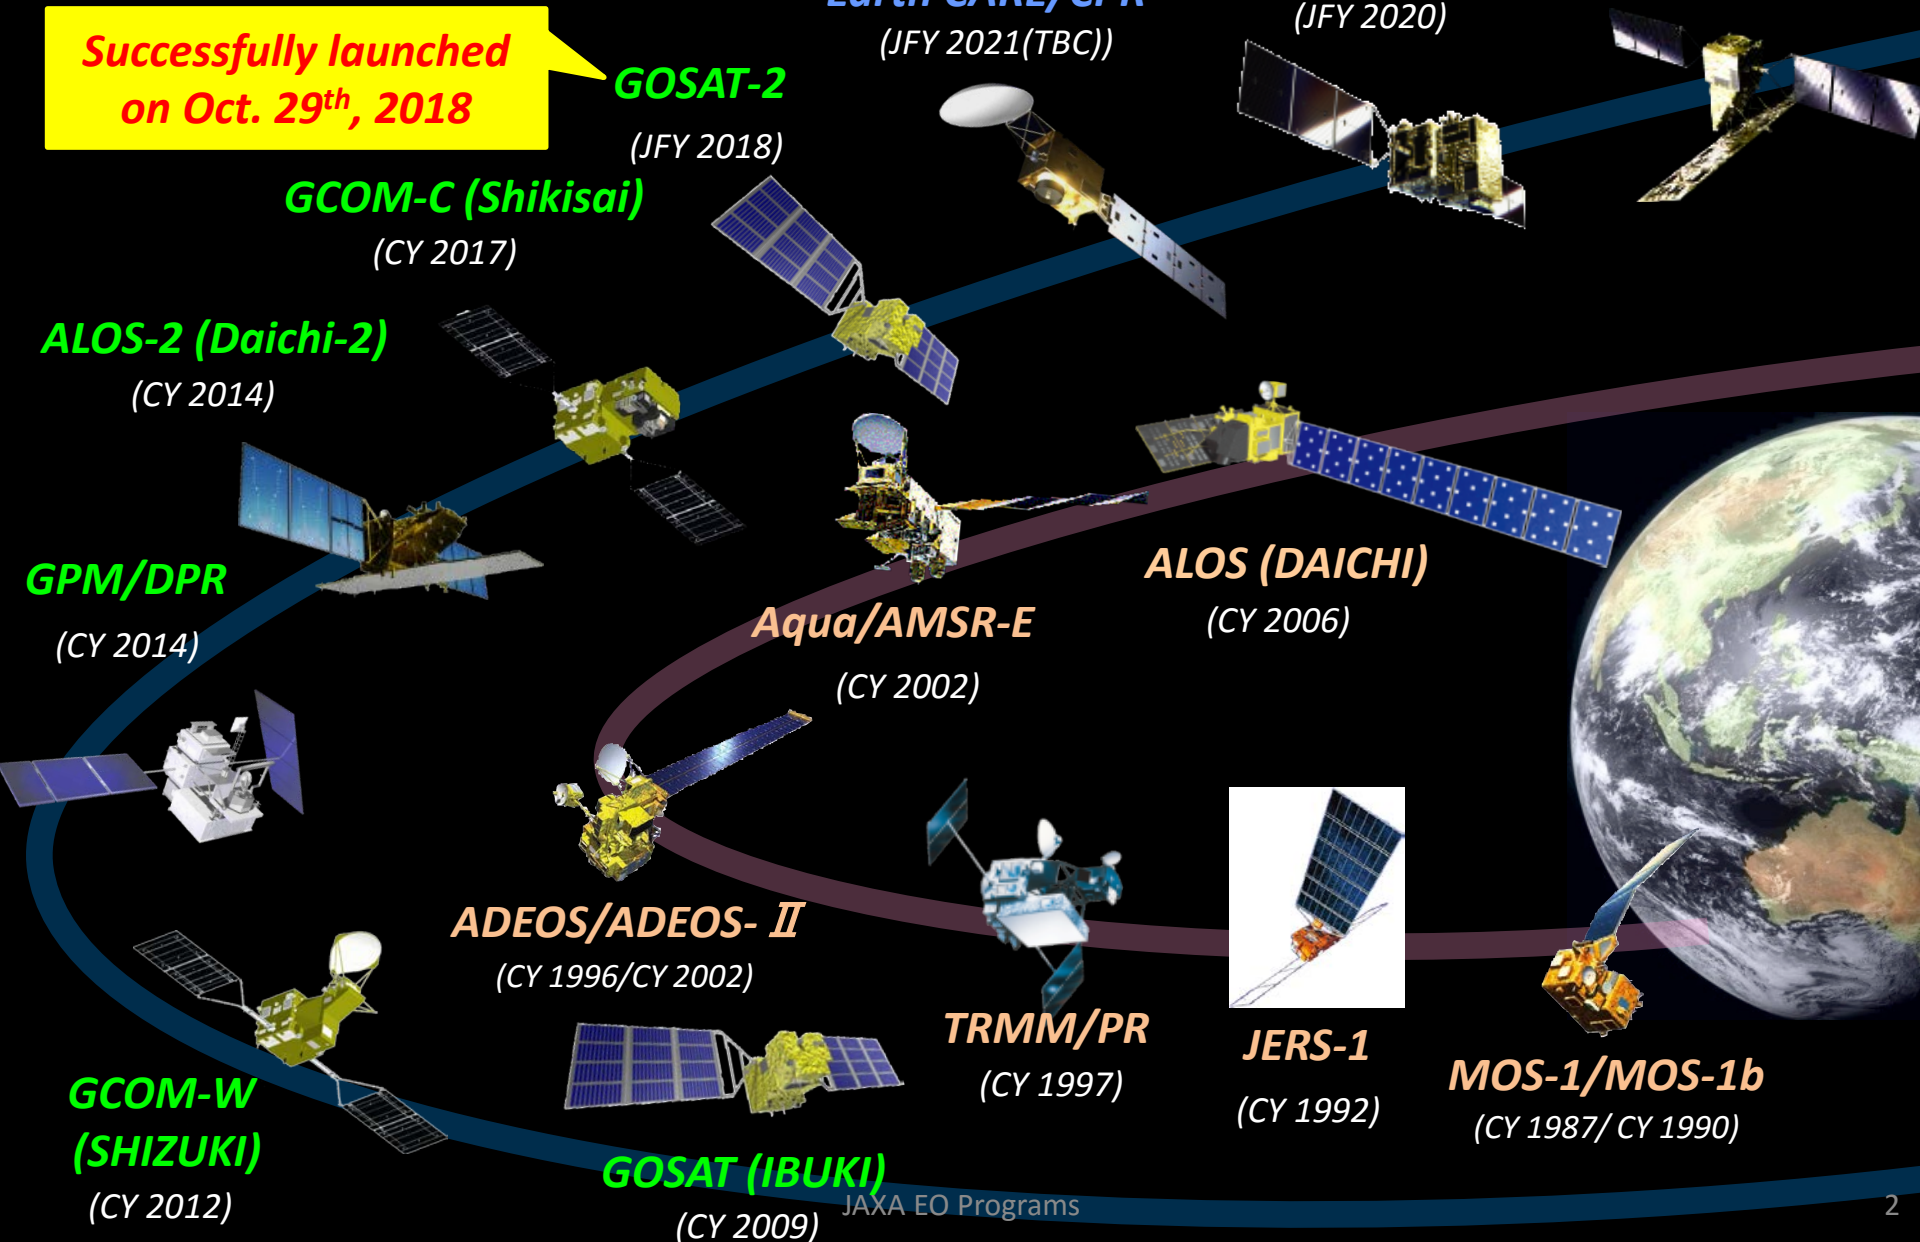 Successfully launched
on Oct. 29th, 2018
Earth CARE/CPR
(JFY 2021(TBC))
(JFY 2020)
GOSAT-2
(JFY 2018)
GCOM-C (Shikisai)
(CY 2017)
ALOS-2 (Daichi-2)
(CY 2014)
GPM/DPR
(CY 2014)
Aqua/AMSR-E
(CY 2002)
ALOS (DAICHI)
(CY 2006)
ADEOS/ADEOS- Ⅱ
(CY 1996/CY 2002)
TRMM/PR
(CY 1997)
JERS-1
(CY 1992)
MOS-1/MOS-1b
(CY 1987/ CY 1990)
GCOM-W
(SHIZUKI)
(CY 2012)
GOSAT (IBUKI)
(CY 2009)
JAXA EO Programs
2